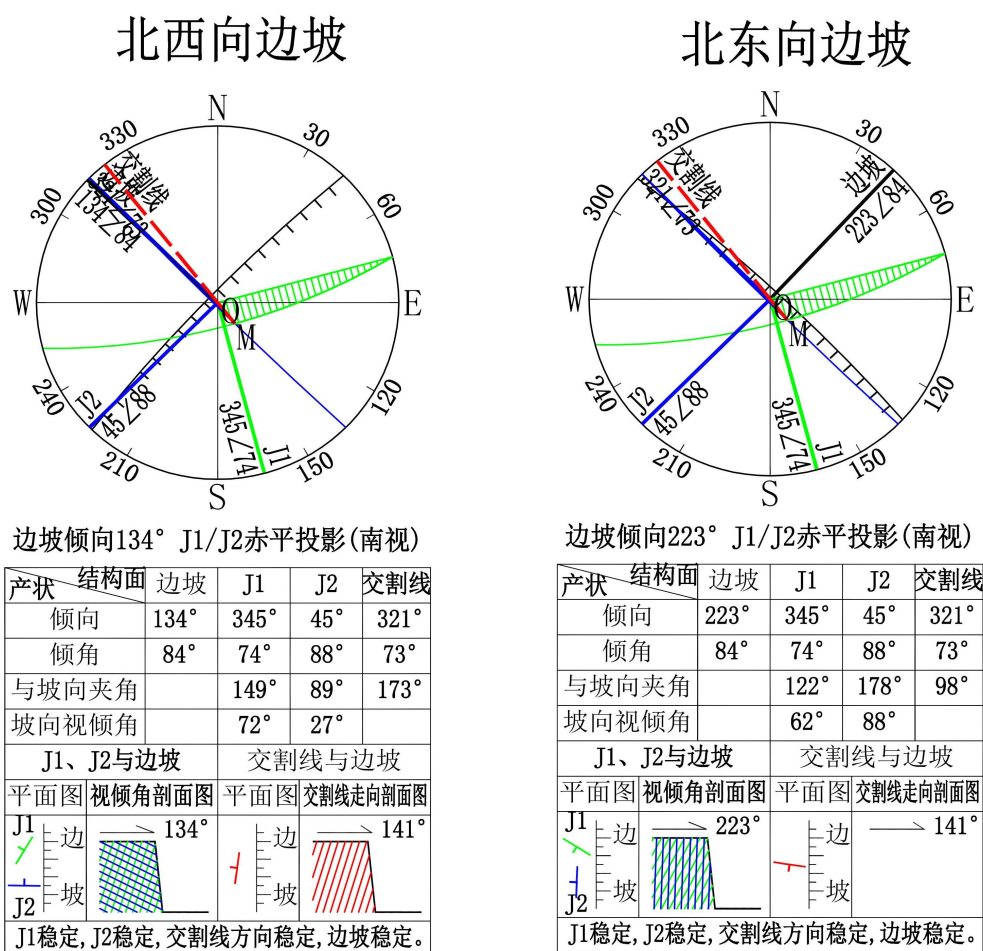 北西向边坡
N
30
60
E
120
150
S
210
240
W
300
330
交割线
134∠84
O
M
J2
45∠88
345∠74
J1
边坡倾向134° J1/J2赤平投影(南视)
产状 结构面 边坡 J1 J2 交割线
倾向 134° 345° 45° 321°
倾角 84° 74° 88° 73°
与坡向夹角 149° 89° 173°
坡向视倾角 72° 27°
J1、J2与边坡 交割线与边坡
平面图 视倾角剖面图 平面图 交割线走向剖面图
J1 边 134° 边 141°
J2 坡 坡
J1稳定,J2稳定,交割线方向稳定,边坡稳定。
北东向边坡
N
30
60
E
120
150
S
210
240
W
300
330
交割线
边坡
223∠84
O
M
J2
45∠88
345∠74
J1
边坡倾向223° J1/J2赤平投影(南视)
产状 结构面 边坡 J1 J2 交割线
倾向 223° 345° 45° 321°
倾角 84° 74° 88° 73°
与坡向夹角 122° 178° 98°
坡向视倾角 62° 88°
J1、J2与边坡 交割线与边坡
平面图 视倾角剖面图 平面图 交割线走向剖面图
J1 边 223° 边 141°
J2 坡 坡
J1稳定,J2稳定,交割线方向稳定,边坡稳定。